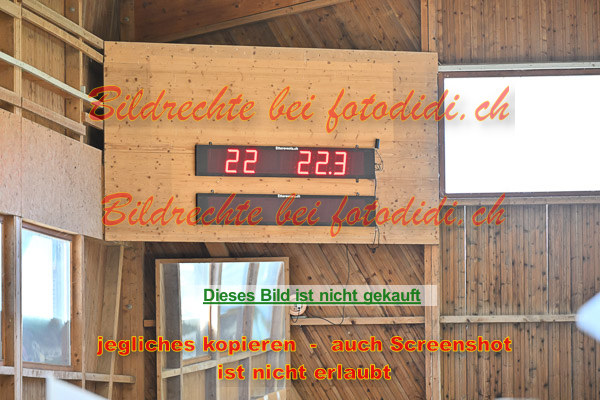 Bildrechte bei fotodidi.ch
22 22.3
Bildrechte bei fotodidi.ch
Dieses Bild ist nicht gekauft
jegliches kopieren - auch Screenshot
ist nicht erlaubt